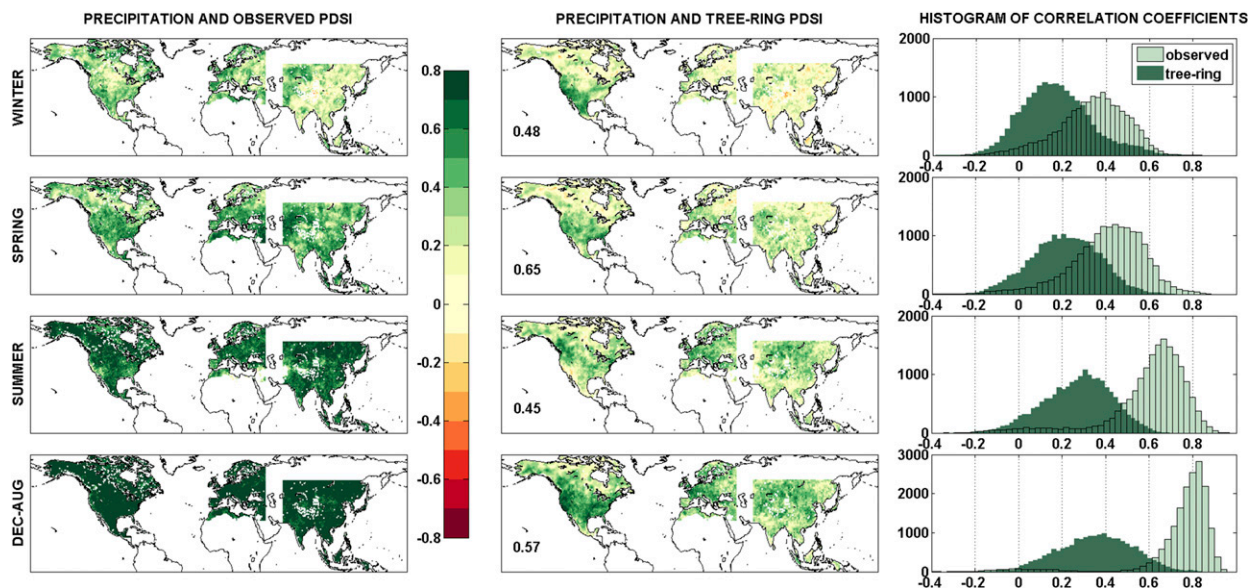 PRECIPITATION AND OBSERVED PDSI
PRECIPITATION AND TREE-RING PDSI
HISTOGRAM OF CORRELATION COEFFICIENTS
WINTER
0.48
2000
1000
0
-0.4 -0.2 0 0.2 0.4 0.6 0.8
observed
tree-ring
SPRING
0.65
2000
1000
0
-0.4 -0.2 0 0.2 0.4 0.6 0.8
SUMMER
0.45
2000
1000
0
-0.4 -0.2 0 0.2 0.4 0.6 0.8
DEC-AUG
0.57
3000
2000
1000
0
-0.4 -0.2 0 0.2 0.4 0.6 0.8
0.8
0.6
0.4
0.2
0
-0.2
-0.4
-0.6
-0.8